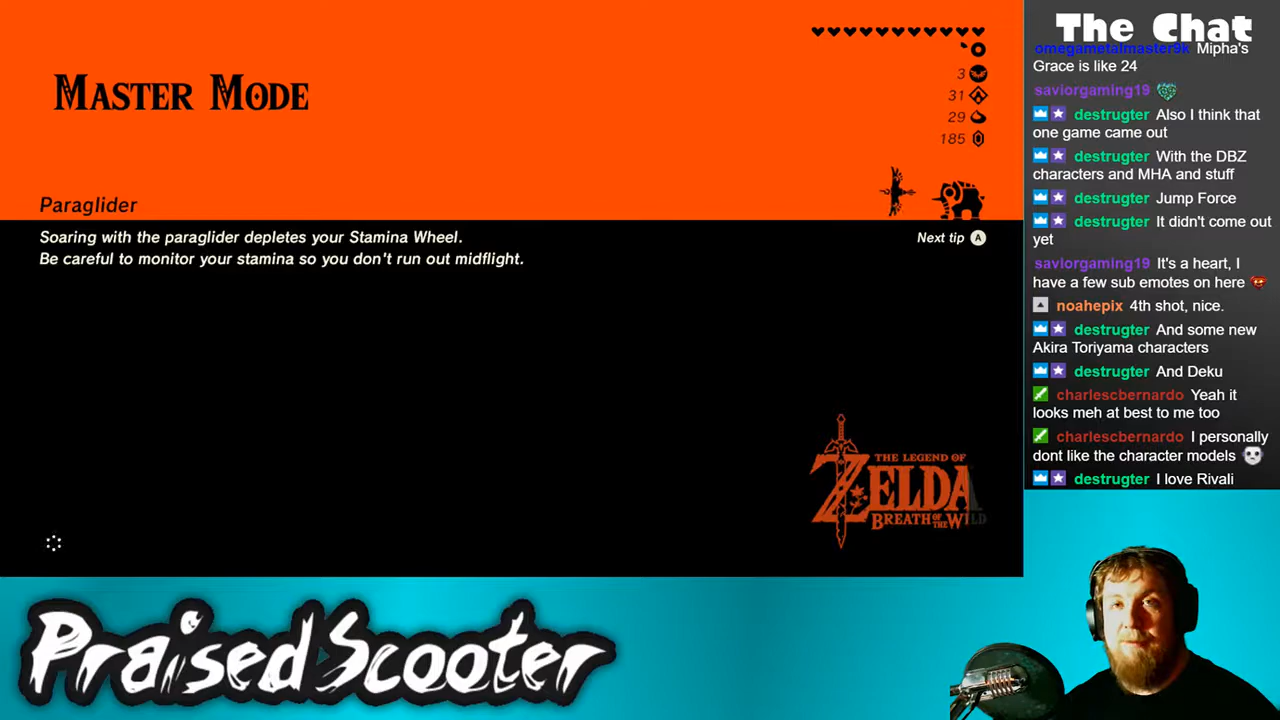 Master Mode
3
31
29
185
Paraglider
Soaring with the paraglider depletes your Stamina Wheel.
Be careful to monitor your stamina so you don't run out midflight.
Next tip A
THE LEGEND OF
ZELDA
BREATH OF THE WILD
PraisedScooter
The Chat
omegametalmaster9k Mipha's
Grace is like 24
saviorgaming19
destrugter Also I think that
one game came out
destrugter With the DBZ
characters and MHA and stuff
destrugter Jump Force
destrugter It didn't come out
yet
saviorgaming19 It's a heart, I
have a few sub emotes on here
noahepix 4th shot, nice.
destrugter And some new
Akira Toriyama characters
destrugter And Deku
charlescbernardo Yeah it
looks meh at best to me too
charlescbernardo I personally
dont like the character models
destrugter I love Rivali